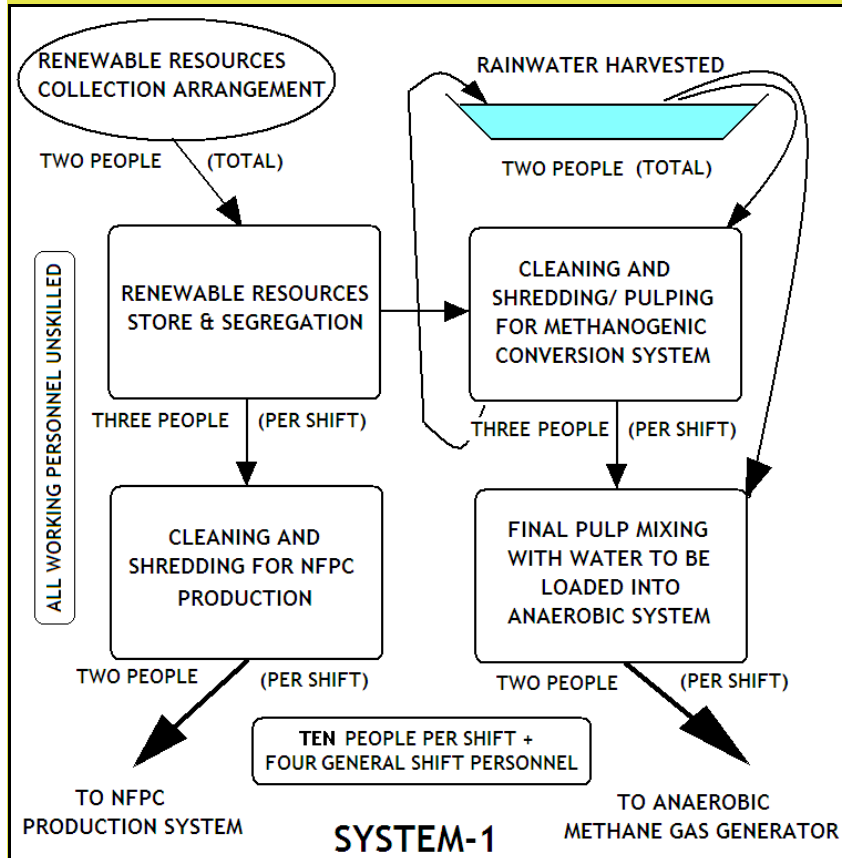 RENEWABLE RESOURCES
COLLECTION ARRANGEMENT
RAINWATER HARVESTED
TWO PEOPLE (TOTAL)
TWO PEOPLE (TOTAL)
ALL WORKING PERSONNEL UNSKILLED
RENEWABLE RESOURCES
STORE & SEGREGATION
CLEANING AND
SHREDDING/ PULPING
FOR METHANOGENIC
CONVERSION SYSTEM
THREE PEOPLE (PER SHIFT)
THREE PEOPLE (PER SHIFT)
CLEANING AND
SHREDDING FOR NFPC
PRODUCTION
FINAL PULP MIXING
WITH WATER TO BE
LOADED INTO
ANAEROBIC SYSTEM
TWO PEOPLE (PER SHIFT)
TWO PEOPLE (PER SHIFT)
TEN PEOPLE PER SHIFT +
FOUR GENERAL SHIFT PERSONNEL
TO NFPC
PRODUCTION SYSTEM
TO ANAEROBIC
METHANE GAS GENERATOR
SYSTEM-1